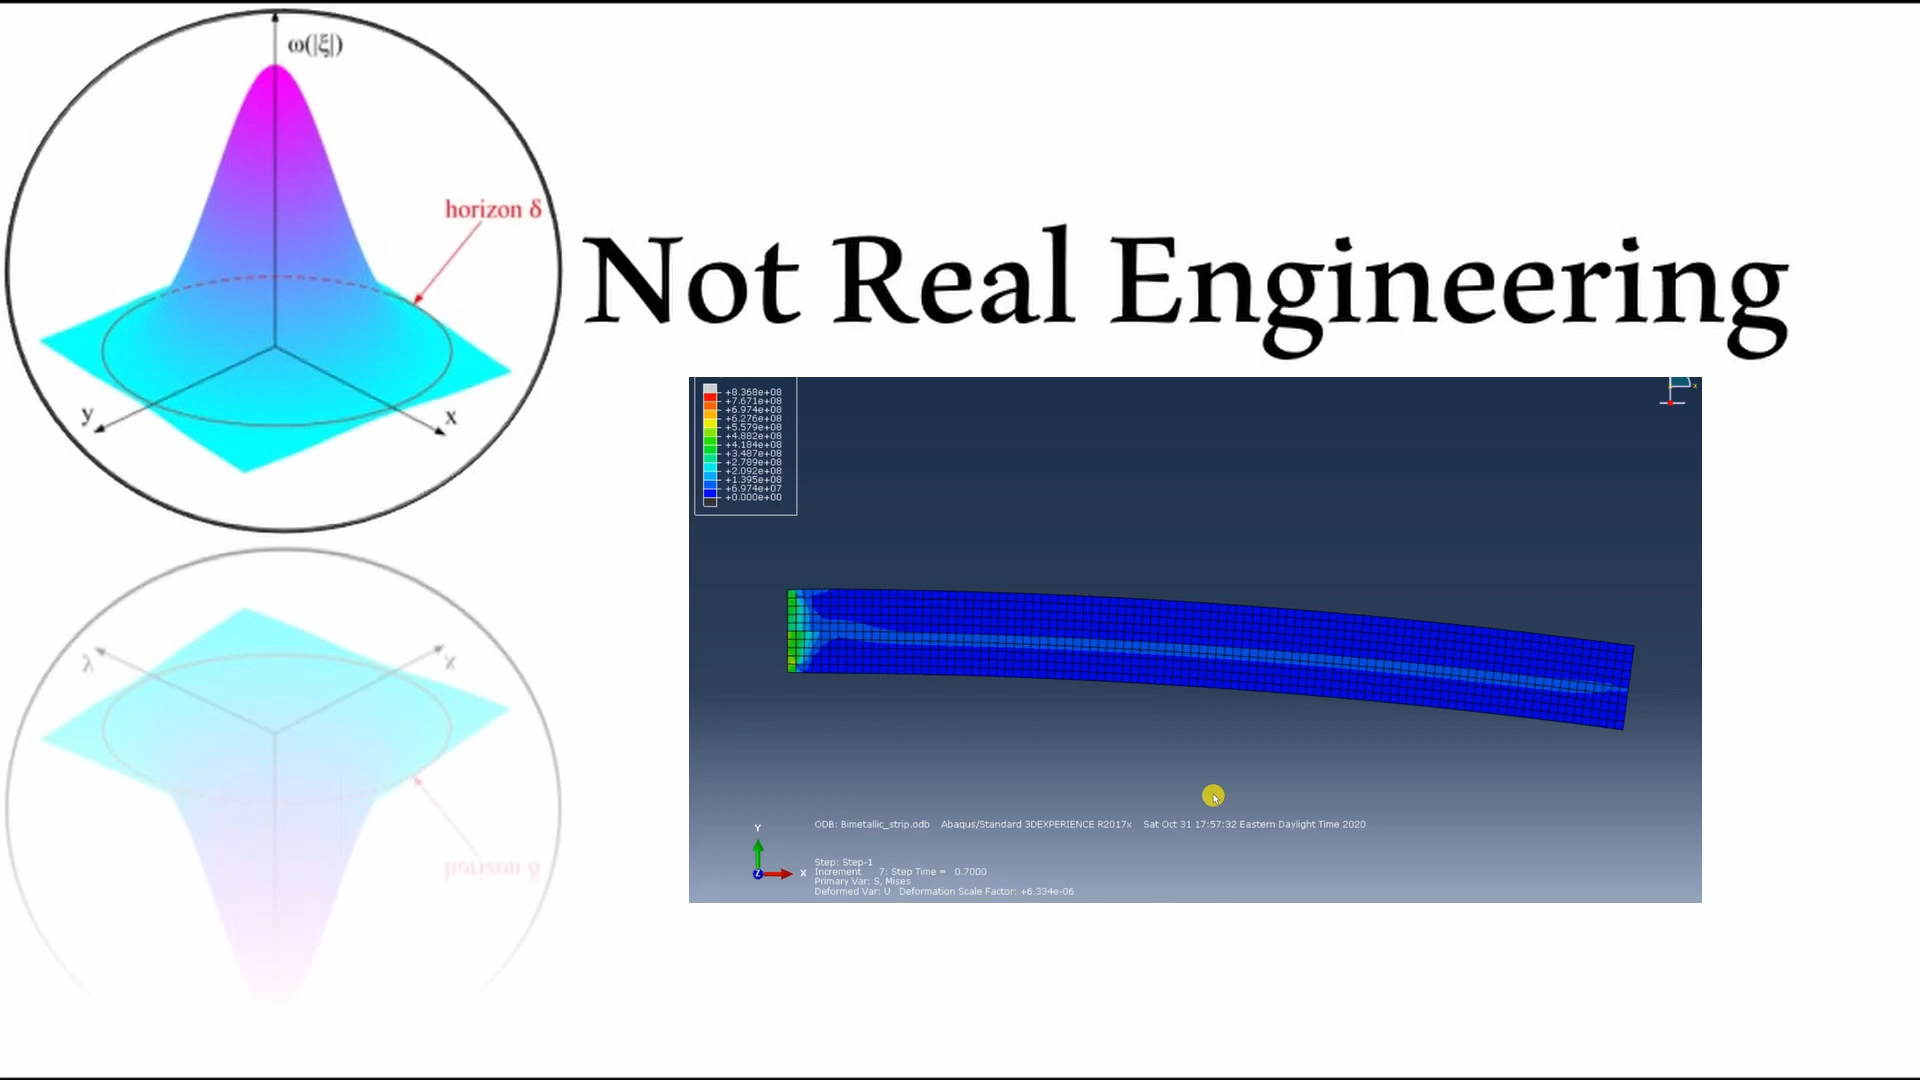 ω(|ξ|)
horizon δ
y
x
Not Real Engineering
+8.368e+08
+7.671e+08
+6.974e+08
+6.276e+08
+5.579e+08
+4.882e+08
+4.184e+08
+3.487e+08
+2.789e+08
+2.092e+08
+1.395e+08
+6.974e+07
+0.000e+00
x
ODB: Bimetallic_strip.odb Abaqus/Standard 3DEXPERIENCE R2017x Sat Oct 31 17:57:32 Eastern Daylight Time 2020
Y
Z
X
Step: Step-1
Increment 7: Step Time = 0.7000
Primary Var: S, Mises
Deformed Var: U Deformation Scale Factor: +6.334e-06
y
x
horizon δ